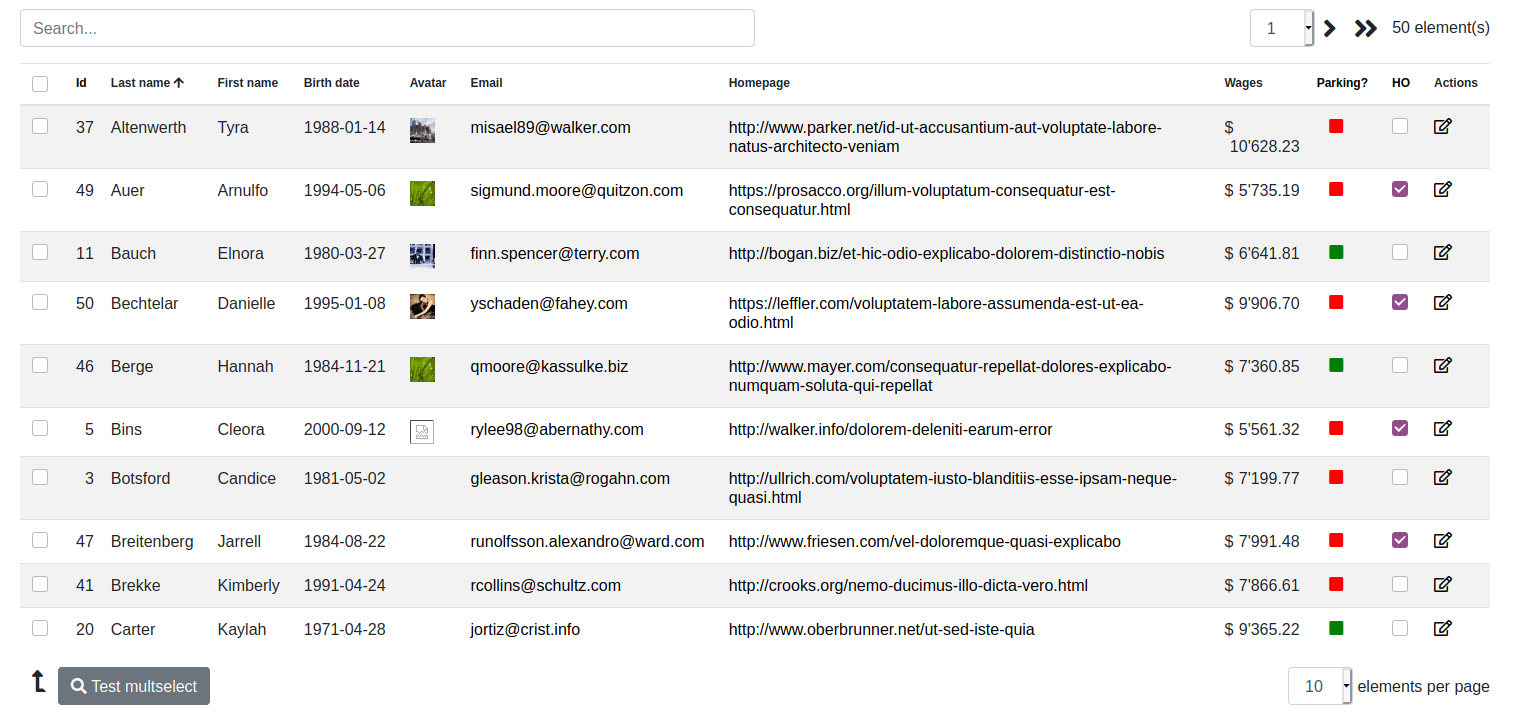 Search... 1 50 element(s)
Id Last name First name Birth date Avatar Email Homepage Wages Parking? HO Actions
37 Altenwerth Tyra 1988-01-14 misael89@walker.com http://www.parker.net/id-ut-accusantium-aut-voluptate-labore- $
natus-architecto-veniam 10'628.23
49 Auer Arnulfo 1994-05-06 sigmund.moore@quitzon.com https://prosacco.org/illum-voluptatum-consequatur-est- $ 5'735.19
consequatur.html
11 Bauch Elnora 1980-03-27 finn.spencer@terry.com http://bogan.biz/et-hic-odio-explicabo-dolorem-distinctio-nobis $ 6'641.81
50 Bechtelar Danielle 1995-01-08 yschaden@fahey.com https://leffler.com/voluptatem-labore-assumenda-est-ut-ea- $ 9'906.70
odio.html
46 Berge Hannah 1984-11-21 qmoore@kassulke.biz http://www.mayer.com/consequatur-repellat-dolores-explicabo- $ 7'360.85
numquam-soluta-qui-repellat
5 Bins Cleora 2000-09-12 rylee98@abernathy.com http://walker.info/dolorem-deleniti-earum-error $ 5'561.32
3 Botsford Candice 1981-05-02 gleason.krista@rogahn.com http://ullrich.com/voluptatem-iusto-blanditiis-esse-ipsam-neque- $ 7'199.77
quasi.html
47 Breitenberg Jarrell 1984-08-22 runolfsson.alexandro@ward.com http://www.friesen.com/vel-doloremque-quasi-explicabo $ 7'991.48
41 Brekke Kimberly 1991-04-24 rcollins@schultz.com http://crooks.org/nemo-ducimus-illo-dicta-vero.html $ 7'866.61
20 Carter Kaylah 1971-04-28 jortiz@crist.info http://www.oberbrunner.net/ut-sed-iste-quia $ 9'365.22
Test multselect 10 elements per page